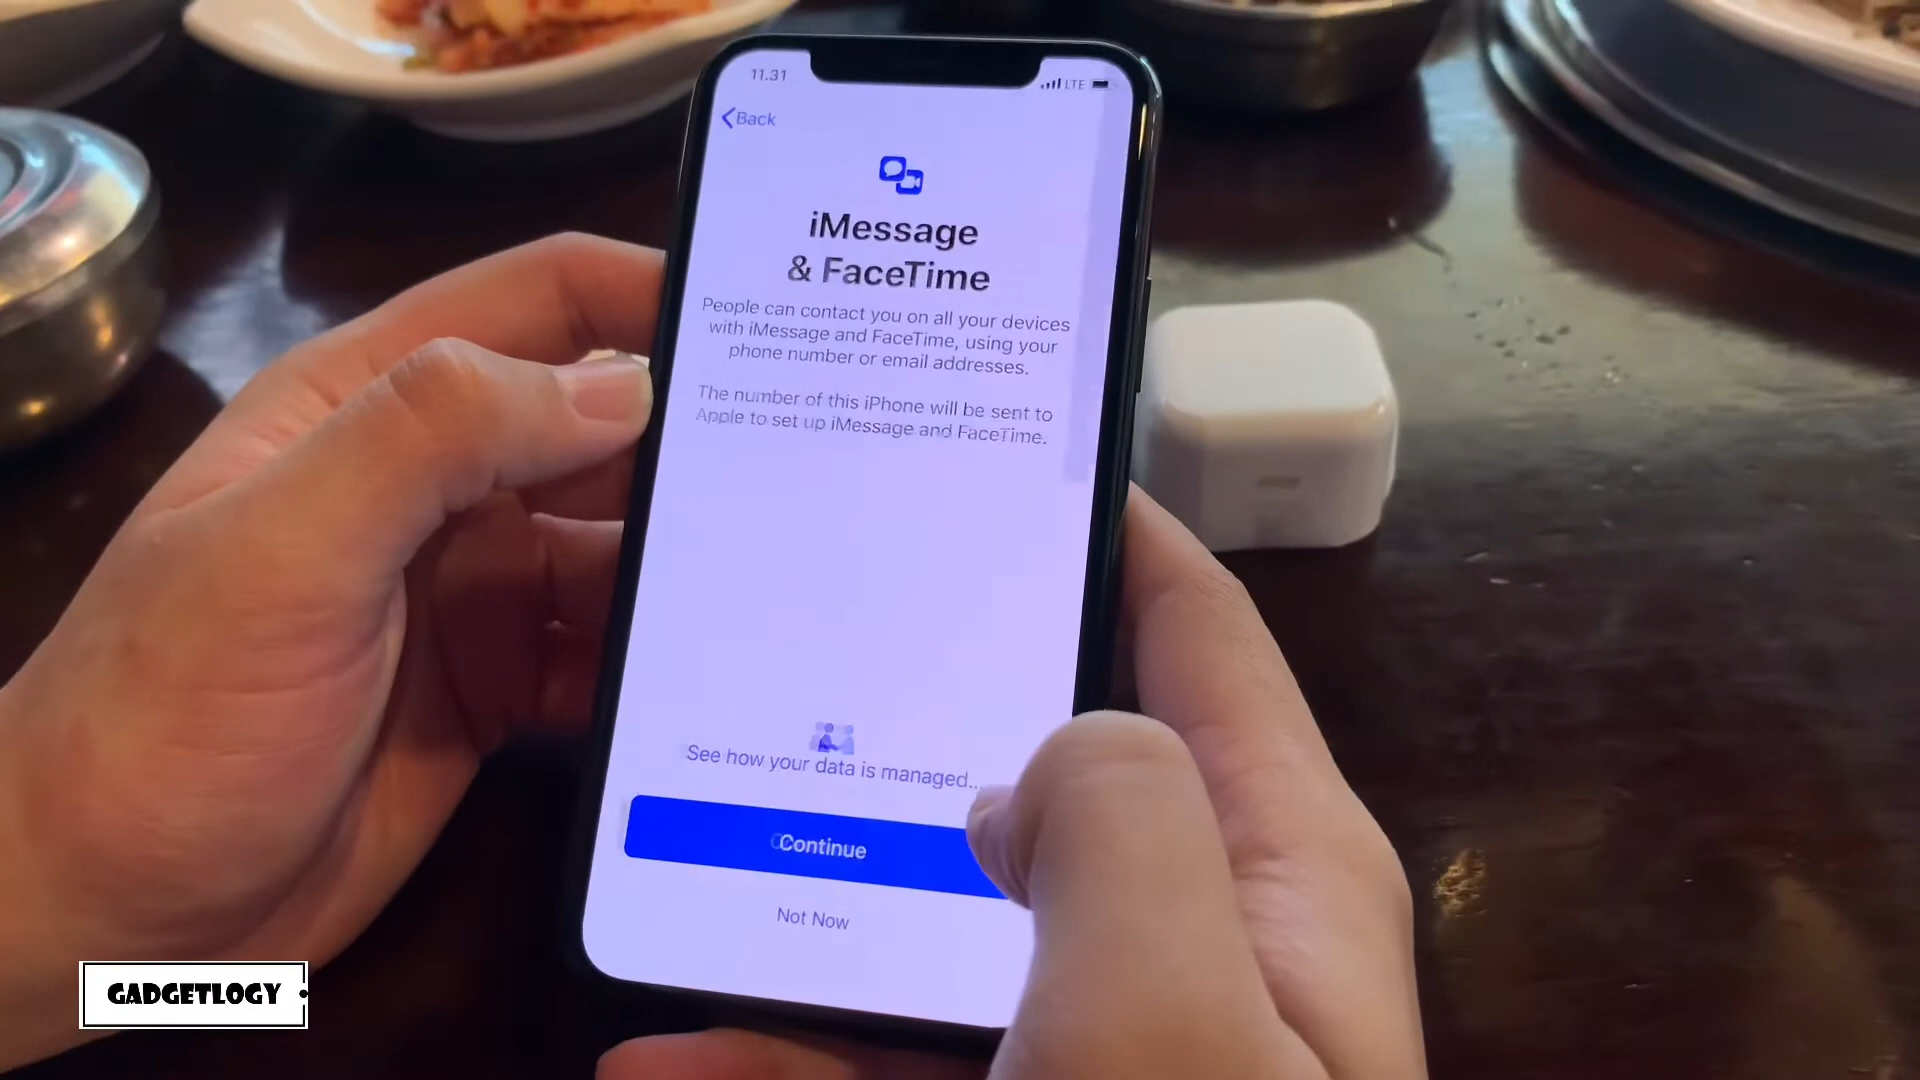 11.31
LTE
Back
iMessage
& FaceTime
People can contact you on all your devices
with iMessage and FaceTime, using your
phone number or email addresses.
The number of this iPhone will be sent to
Apple to set up iMessage and FaceTime.
See how your data is managed...
Continue
Not Now
GADGETLOGY